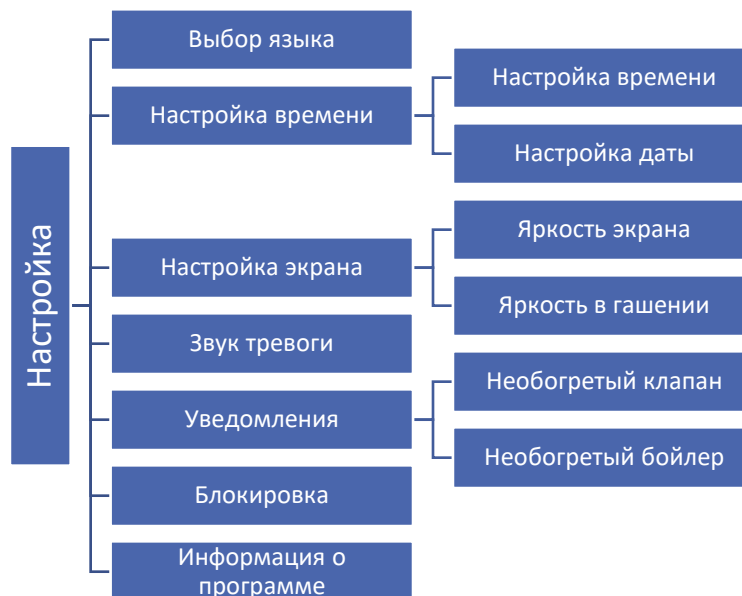 Настройка
Выбор языка
Настройка времени
Настройка времени
Настройка даты
Настройка экрана
Яркость экрана
Яркость в гашении
Звук тревоги
Уведомления
Необогретый клапан
Необогретый бойлер
Блокировка
Информация о
программе